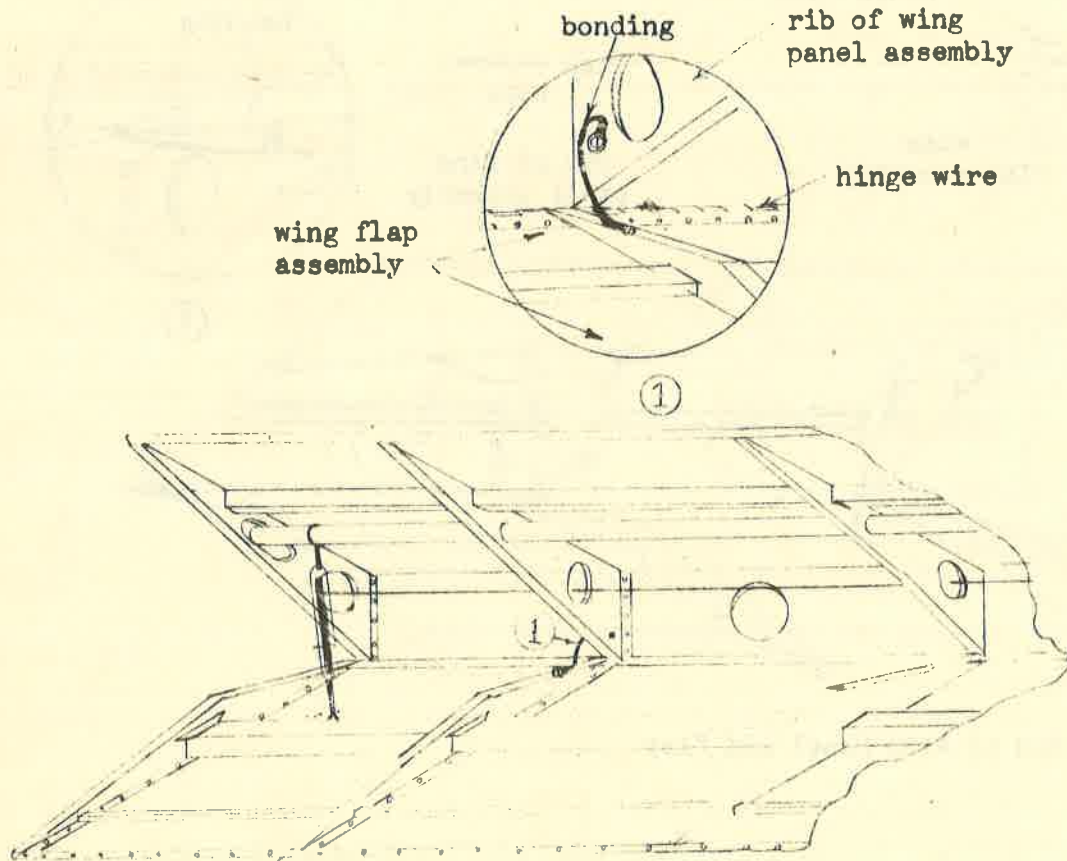 bonding
rib of wing
panel assembly
hinge wire
wing flap
assembly
1
1